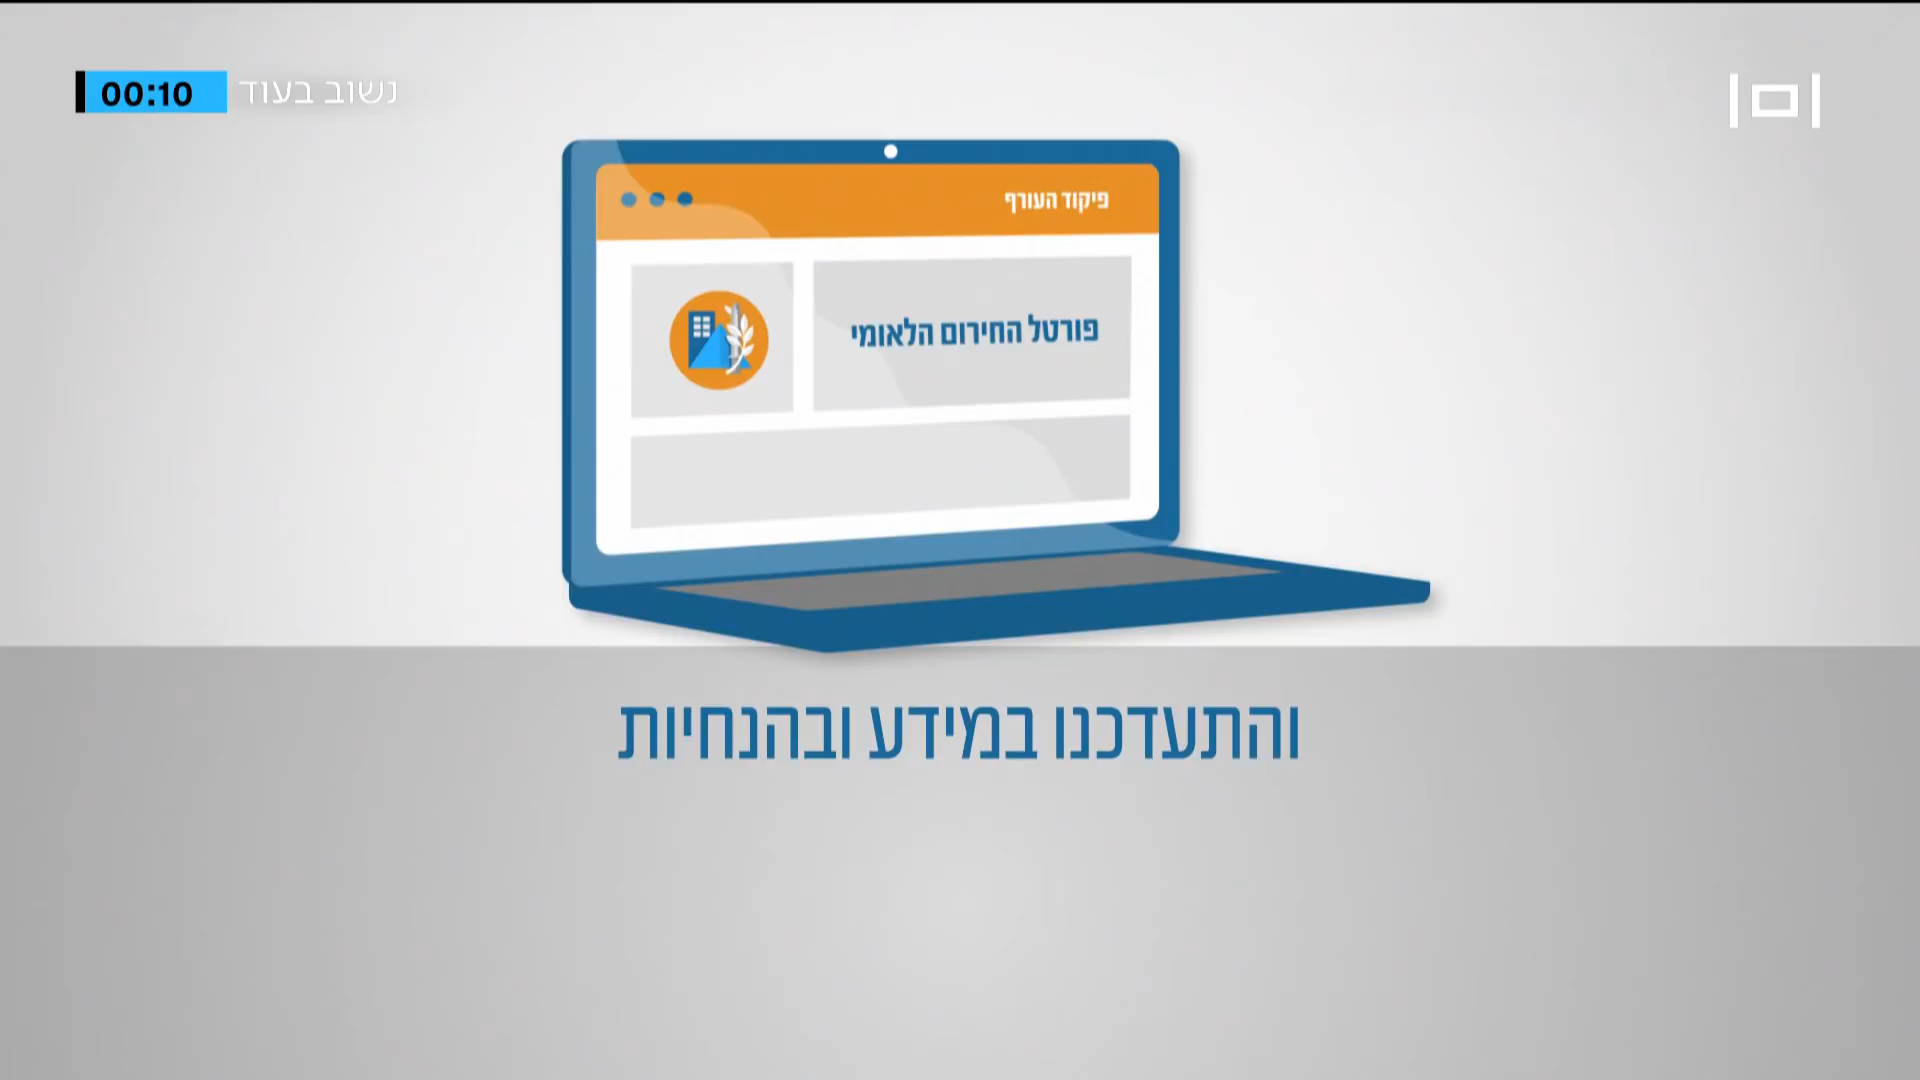 נשוב בעוד 00:10
פיקוד העורף
פורטל החירום הלאומי
והתעדכנו במידע ובהנחיות